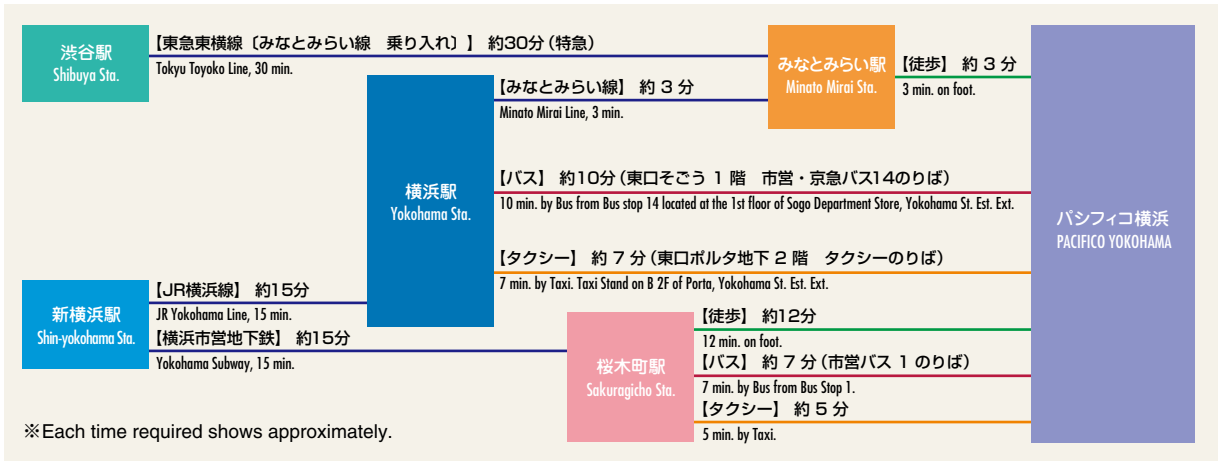 渋谷駅
Shibuya Sta.
【東急東横線〔みなとみらい線　乗り入れ〕】 約30分（特急）
Tokyu Toyoko Line, 30 min.
みなとみらい駅
Minato Mirai Sta.
【徒歩】 約 3 分
3 min. on foot.
【みなとみらい線】 約 3 分
Minato Mirai Line, 3 min.
横浜駅
Yokohama Sta.
【バス】 約10分（東口そごう 1 階　市営・京急バス14のりば）
10 min. by Bus from Bus stop 14 located at the 1st floor of Sogo Department Store, Yokohama St. Est. Ext.
パシフィコ横浜
PACIFICO YOKOHAMA
【タクシー】 約 7 分（東口ポルタ地下 2 階　タクシーのりば）
7 min. by Taxi. Taxi Stand on B 2F of Porta, Yokohama St. Est. Ext.
新横浜駅
Shin-yokohama Sta.
【JR横浜線】 約15分
JR Yokohama Line, 15 min.
【横浜市営地下鉄】 約15分
Yokohama Subway, 15 min.
桜木町駅
Sakuragicho Sta.
【徒歩】 約12分
12 min. on foot.
【バス】 約 7 分（市営バス 1 のりば）
7 min. by Bus from Bus Stop 1.
【タクシー】 約 5 分
5 min. by Taxi.
※Each time required shows approximately.